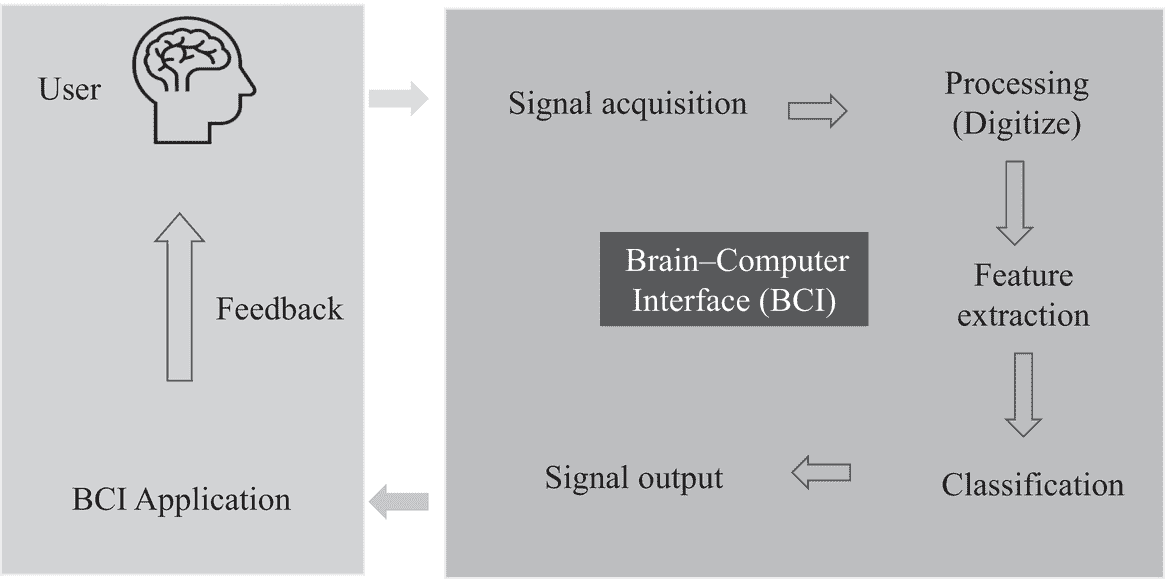 User
Signal acquisition
Processing
(Digitize)
Brain–Computer
Interface (BCI)
Feature
extraction
Feedback
Signal output
Classification
BCI Application